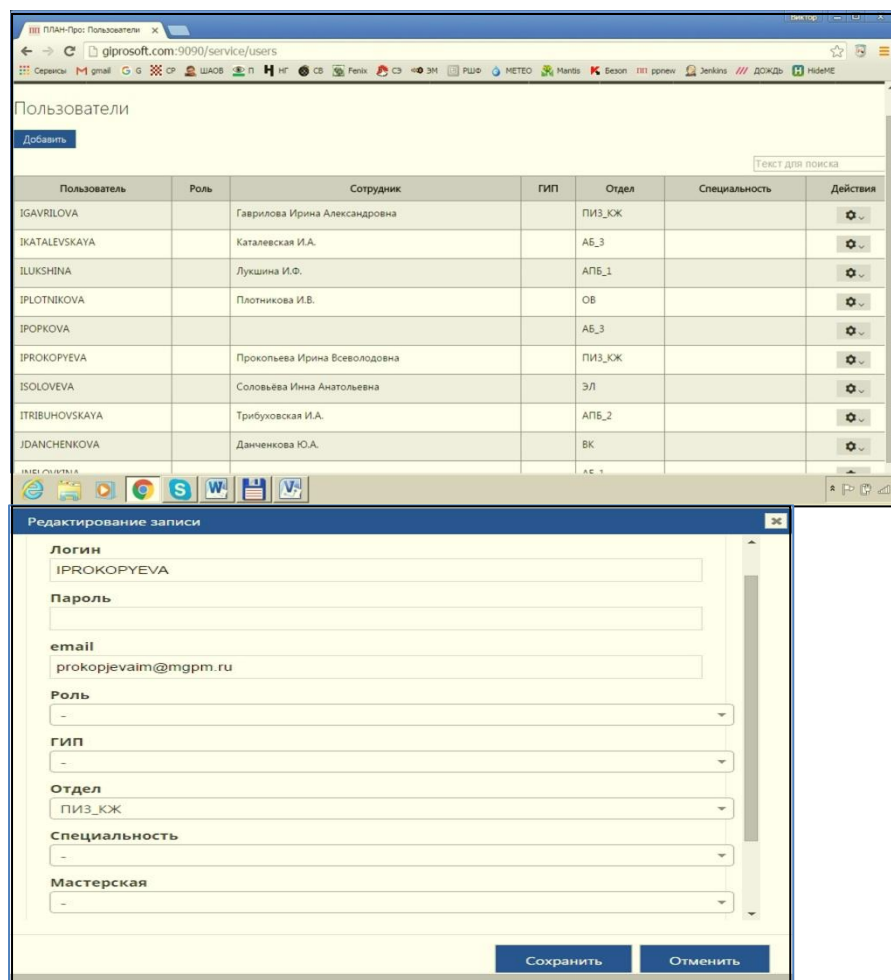 Виктор
ПЛАН-Про: Пользователи
giprosoft.com:9090/service/users
Сервисы gmail G G СР ШАОВ П НГ СВ Fenix СЭ ЭМ РШФ МЕТЕО Mantis Безоп ppnew Jenkins ДОЖДЬ HideME
Пользователи
Добавить
Текст для поиска
Пользователь Роль Сотрудник ГИП Отдел Специальность Действия
IGAVRILOVA Гаврилова Ирина Александровна ПИЗ_КЖ
IKATALEVSKAYA Каталевская И.А. АБ_3
ILUKSHINA Лукшина И.Ф. АПБ_1
IPLOTNIKOVA Плотникова И.В. ОВ
IPOPKOVA АБ_3
IPROKOPYEVA Прокопьева Ирина Всеволодовна ПИЗ_КЖ
ISOLOVEVA Соловьёва Инна Анатольевна ЭЛ
ITRIBUHOVSKAYA Трибуховская И.А. АПБ_2
JDANCHENKOVA Данченкова Ю.А. ВК
Редактирование записи
Логин
IPROKOPYEVA
Пароль
email
prokopjevaim@mgpm.ru
Роль
-
ГИП
-
Отдел
ПИЗ_КЖ
Специальность
-
Мастерская
-
Сохранить Отменить